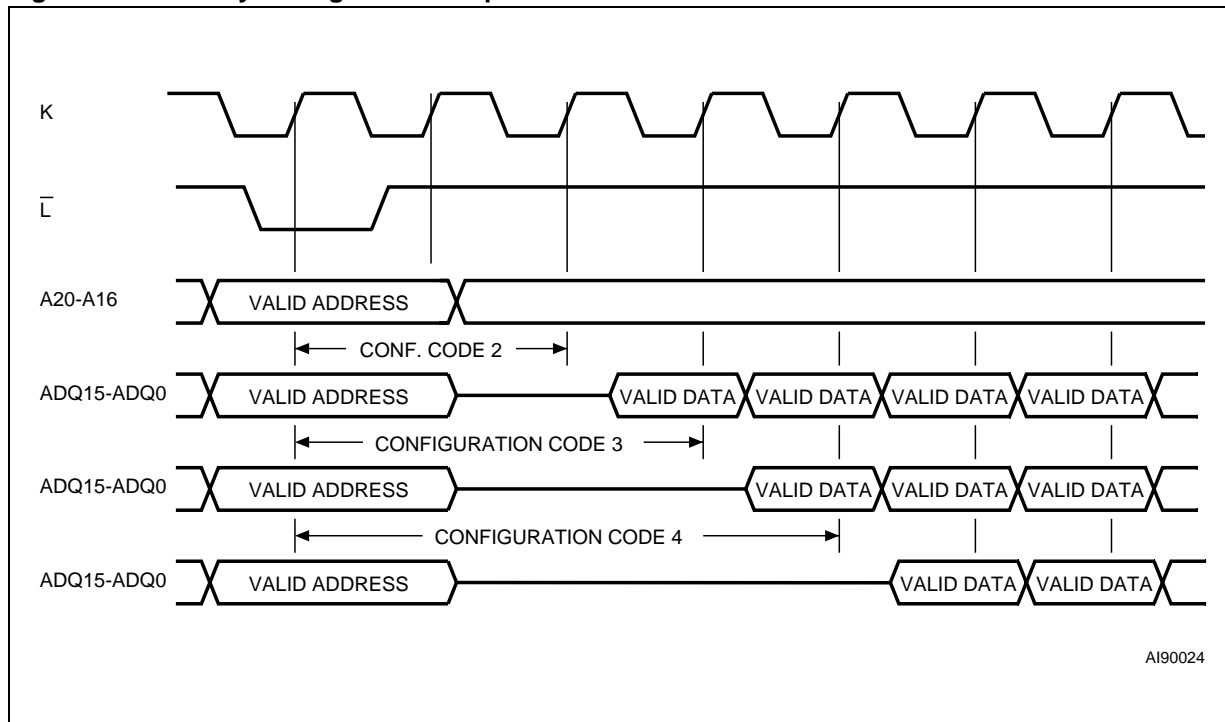 K
L
A20-A16
VALID ADDRESS
CONF. CODE 2
ADQ15-ADQ0
VALID ADDRESS
VALID DATA
VALID DATA
VALID DATA
VALID DATA
CONFIGURATION CODE 3
ADQ15-ADQ0
VALID ADDRESS
VALID DATA
VALID DATA
VALID DATA
CONFIGURATION CODE 4
ADQ15-ADQ0
VALID ADDRESS
VALID DATA
VALID DATA
AI90024